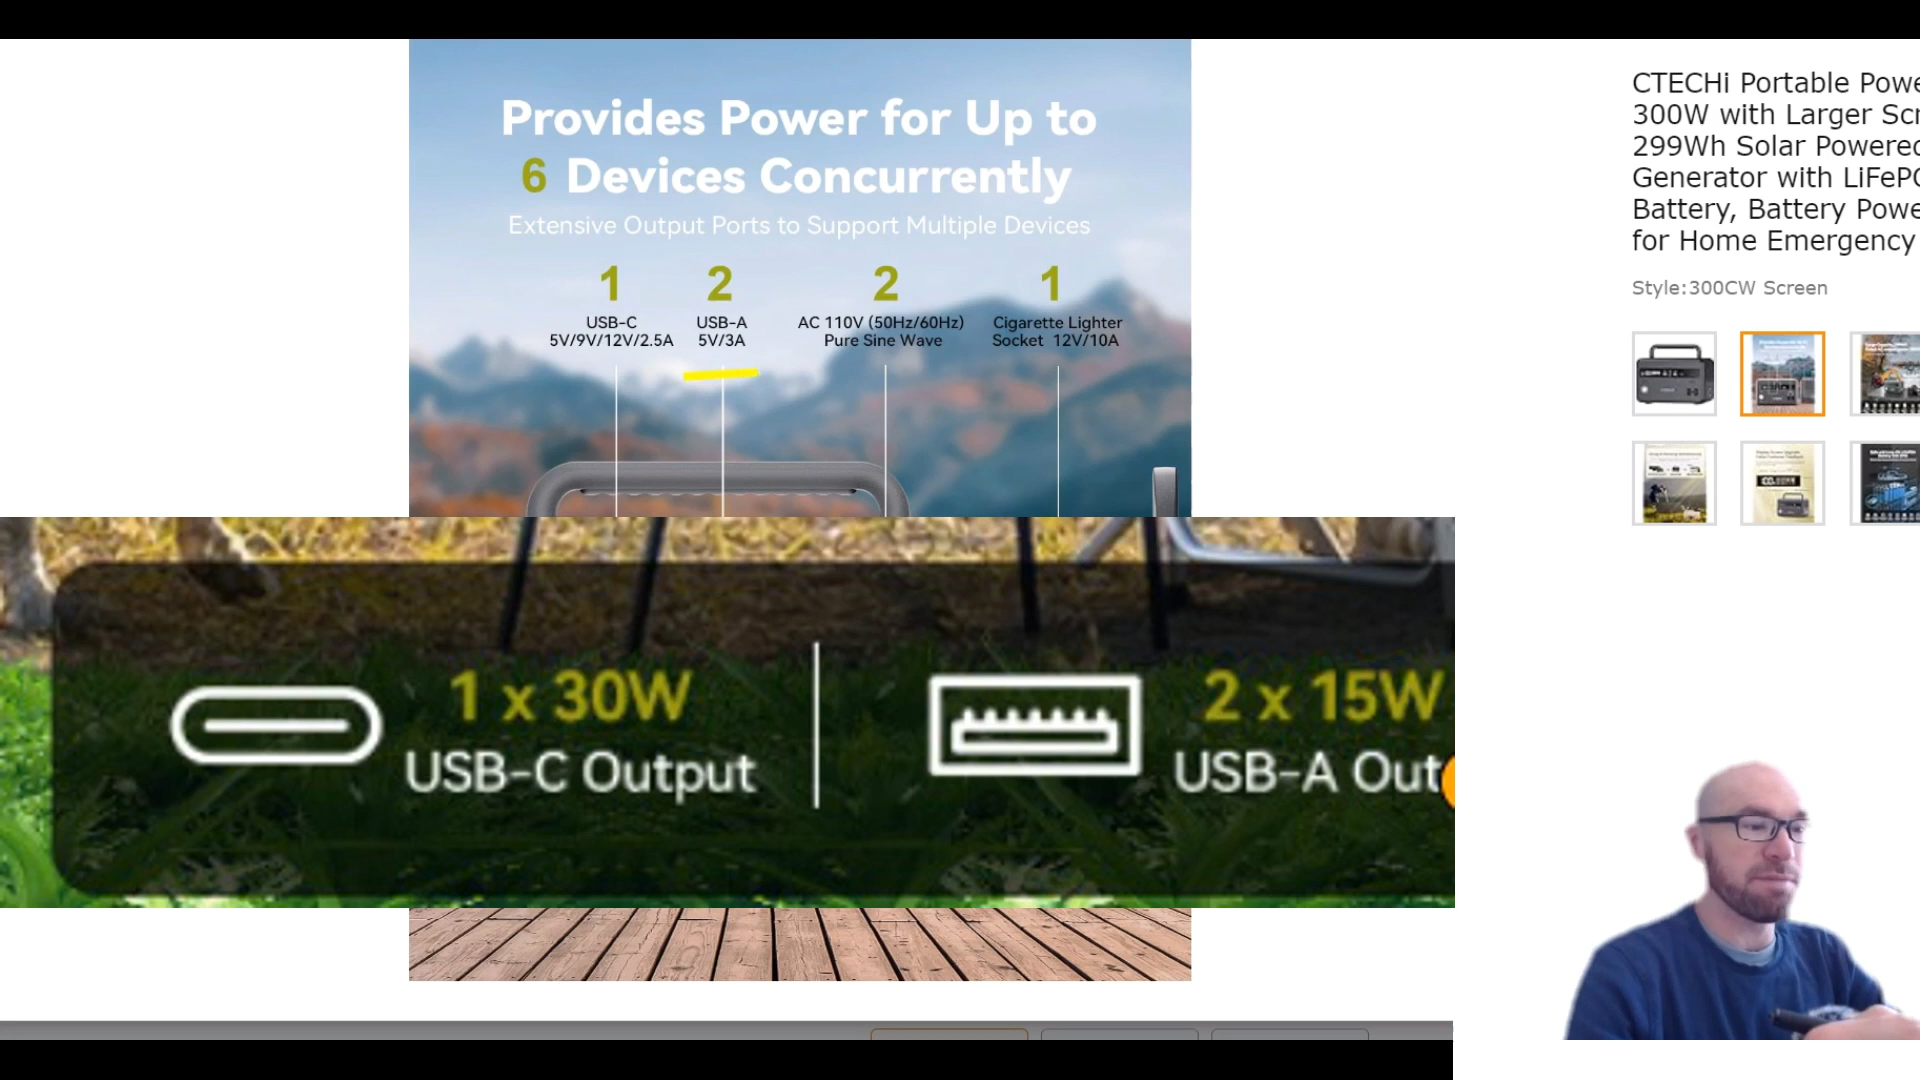 Provides Power for Up to
6 Devices Concurrently
Extensive Output Ports to Support Multiple Devices
1 2 2 1
USB-C USB-A AC 110V (50Hz/60Hz) Cigarette Lighter
5V/9V/12V/2.5A 5V/3A Pure Sine Wave Socket 12V/10A
1 x 30W
USB-C Output
2 x 15W
USB-A Out
CTECHi Portable Powe
300W with Larger Scr
299Wh Solar Powered
Generator with LiFePO
Battery, Battery Powe
for Home Emergency
Style:300CW Screen